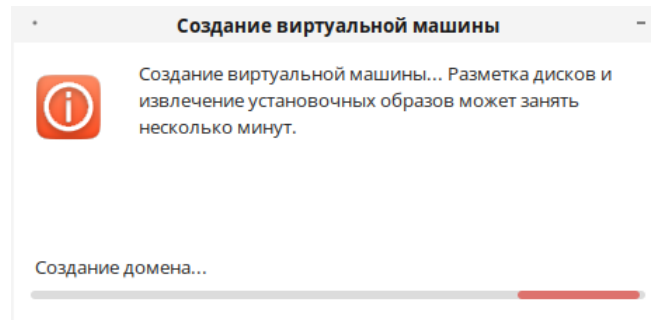 Создание виртуальной машины
Создание виртуальной машины... Разметка дисков и
извлечение установочных образов может занять
несколько минут.
Создание домена...